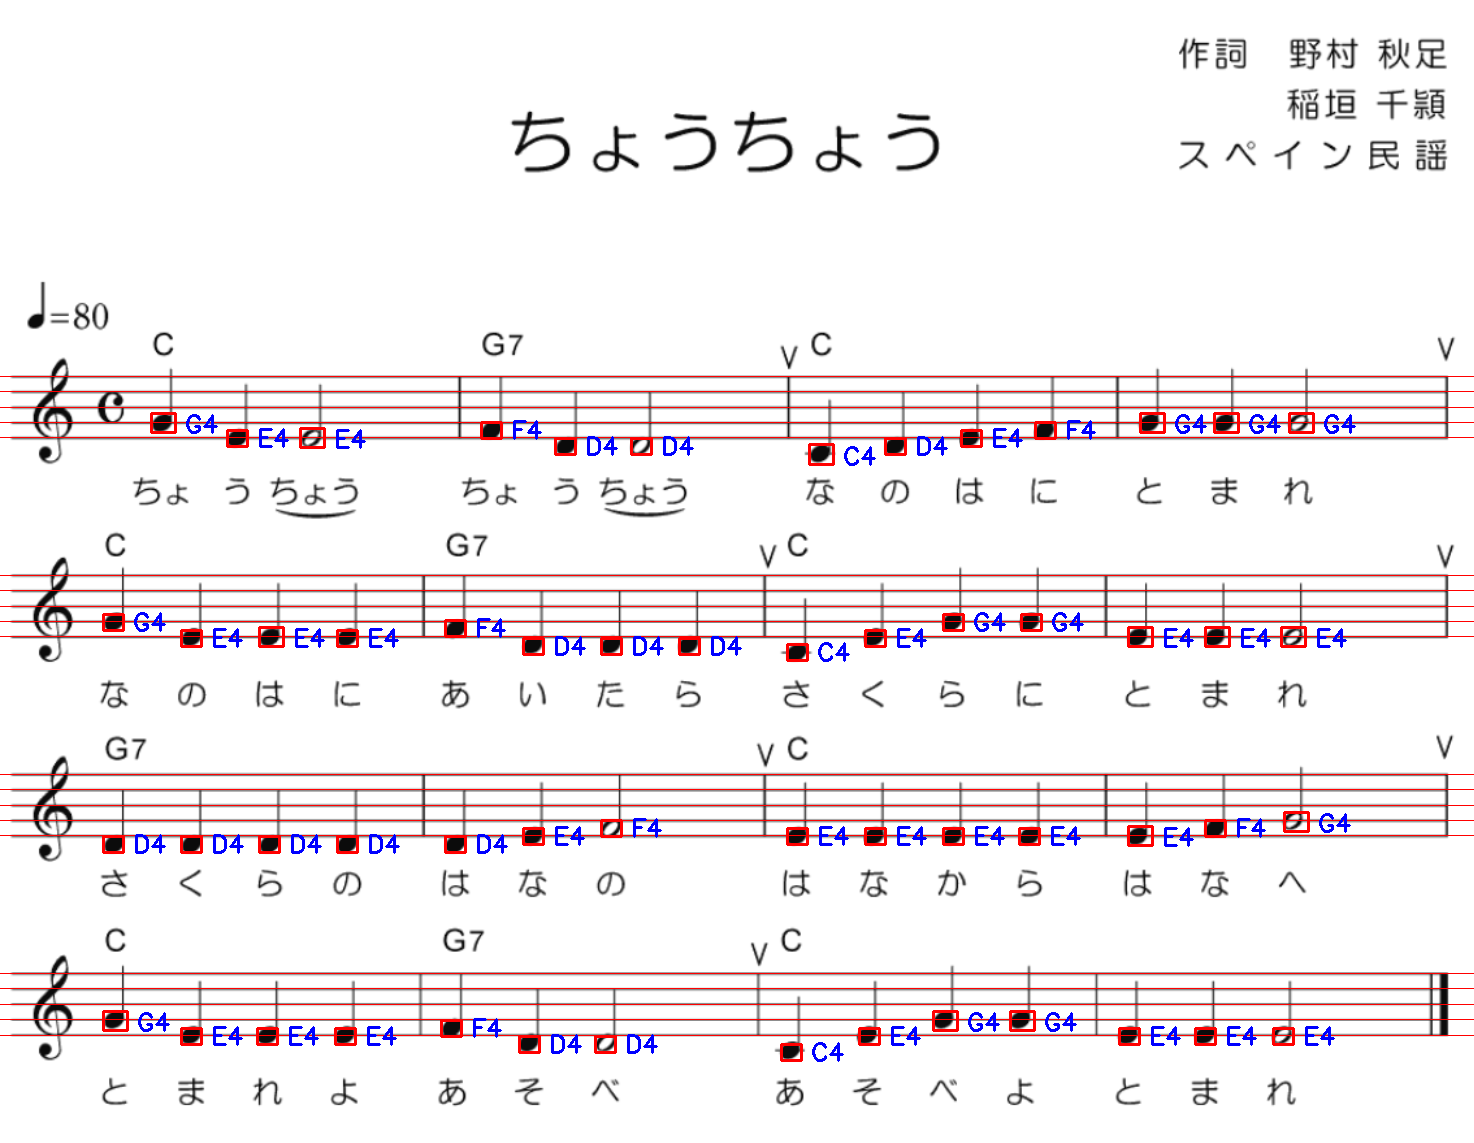 作詞 野村 秋足
稲垣 千頴
スペイン民謡
ちょうちょう
=80
C G7 V C V
G4 E4 E4 F4 D4 D4 C4 D4 E4 F4 G4 G4 G4
ちょ う ちょう ちょ う ちょう な の は に と ま れ
C G7 V C V
G4 E4 E4 E4 F4 D4 D4 D4 C4 E4 G4 G4 E4 E4 E4
な の は に あ い た ら さ く ら に と ま れ
G7 V C V
D4 D4 D4 D4 D4 E4 F4 E4 E4 E4 E4 E4 F4 G4
さ く ら の は な の は な か ら は な へ
C G7 V C
G4 E4 E4 E4 F4 D4 D4 C4 E4 G4 G4 E4 E4 E4
と ま れ よ あ そ べ あ そ べ よ と ま れ